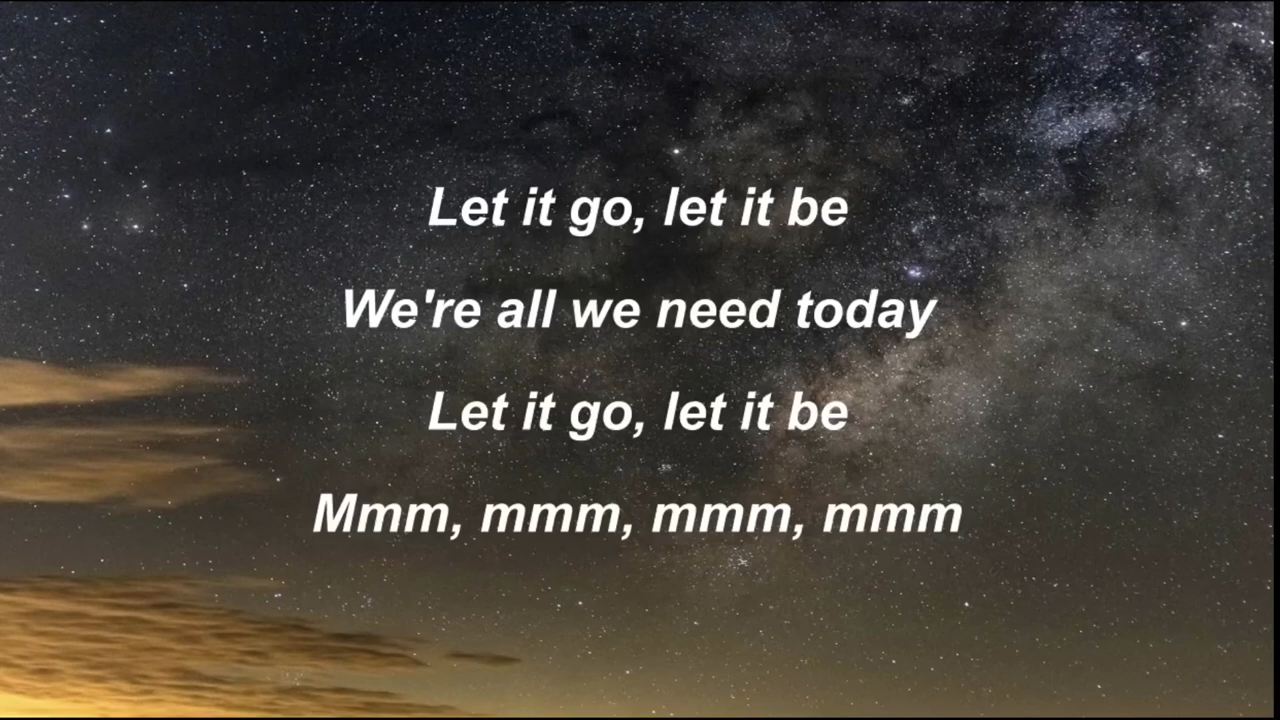 Let it go, let it be
We're all we need today
Let it go, let it be
Mmm, mmm, mmm, mmm